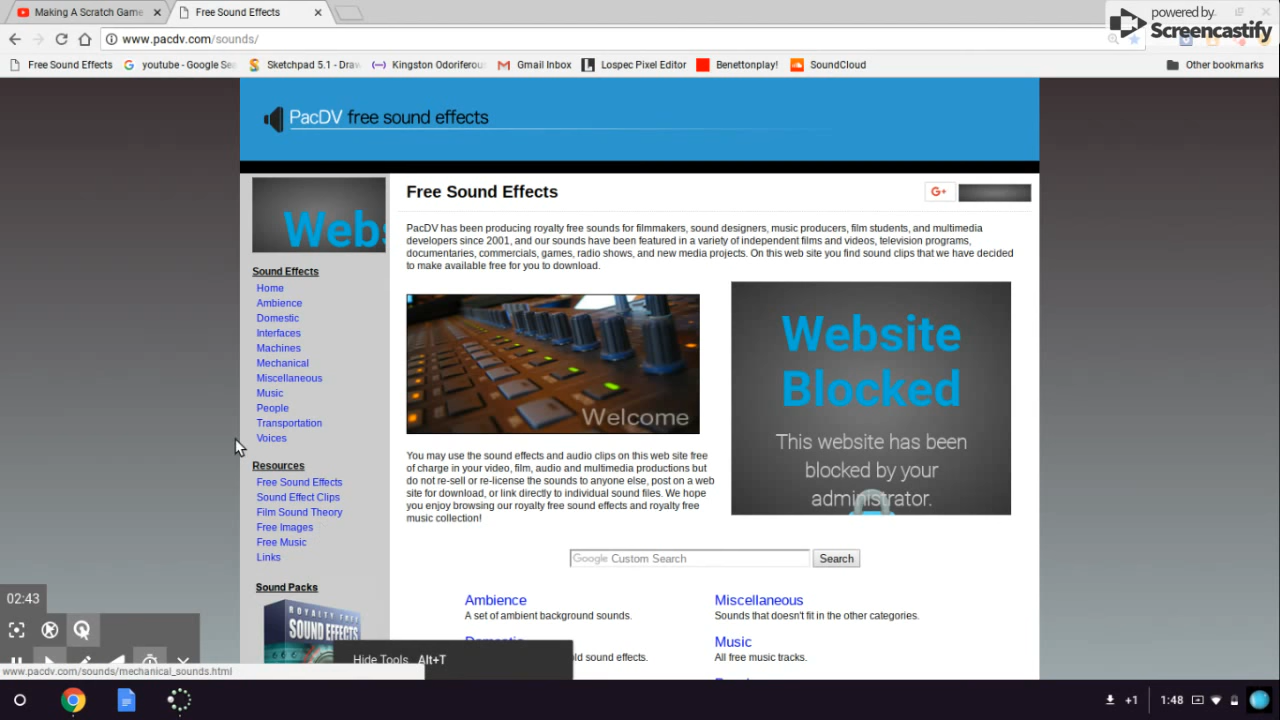 Making A Scratch Game
Free Sound Effects
powered by
Screencastify
www.pacdv.com/sounds/
Free Sound Effects
youtube - Google Sea
Sketchpad 5.1 - Draw
Kingston Odoriferous
Gmail Inbox
Lospec Pixel Editor
Benettonplay!
SoundCloud
Other bookmarks
PacDV free sound effects
Webs
Free Sound Effects
G+
PacDV has been producing royalty free sounds for filmmakers, sound designers, music producers, film students, and multimedia
developers since 2001, and our sounds have been featured in a variety of independent films and videos, television programs,
documentaries, commercials, games, radio shows, and new media projects. On this web site you find sound clips that we have decided
to make available free for you to download.
Sound Effects
Home
Ambience
Domestic
Interfaces
Machines
Mechanical
Miscellaneous
Music
People
Transportation
Voices
Resources
Free Sound Effects
Sound Effect Clips
Film Sound Theory
Free Images
Free Music
Links
Sound Packs
ROYALTY FREE
SOUND EFFECTS
Welcome
Website
Blocked
This website has been
blocked by your
administrator.
You may use the sound effects and audio clips on this web site free
of charge in your video, film, audio and multimedia productions but
do not re-sell or re-license the sounds to anyone else, post on a web
site for download, or link directly to individual sound files. We hope
you enjoy browsing our royalty free sound effects and royalty free
music collection!
Google Custom Search
Search
Ambience
A set of ambient background sounds.
Domestic
old sound effects.
Miscellaneous
Sounds that doesn't fit in the other categories.
Music
All free music tracks.
02:43
Hide Tools Alt+T
www.pacdv.com/sounds/mechanical_sounds.html
+1
1:48